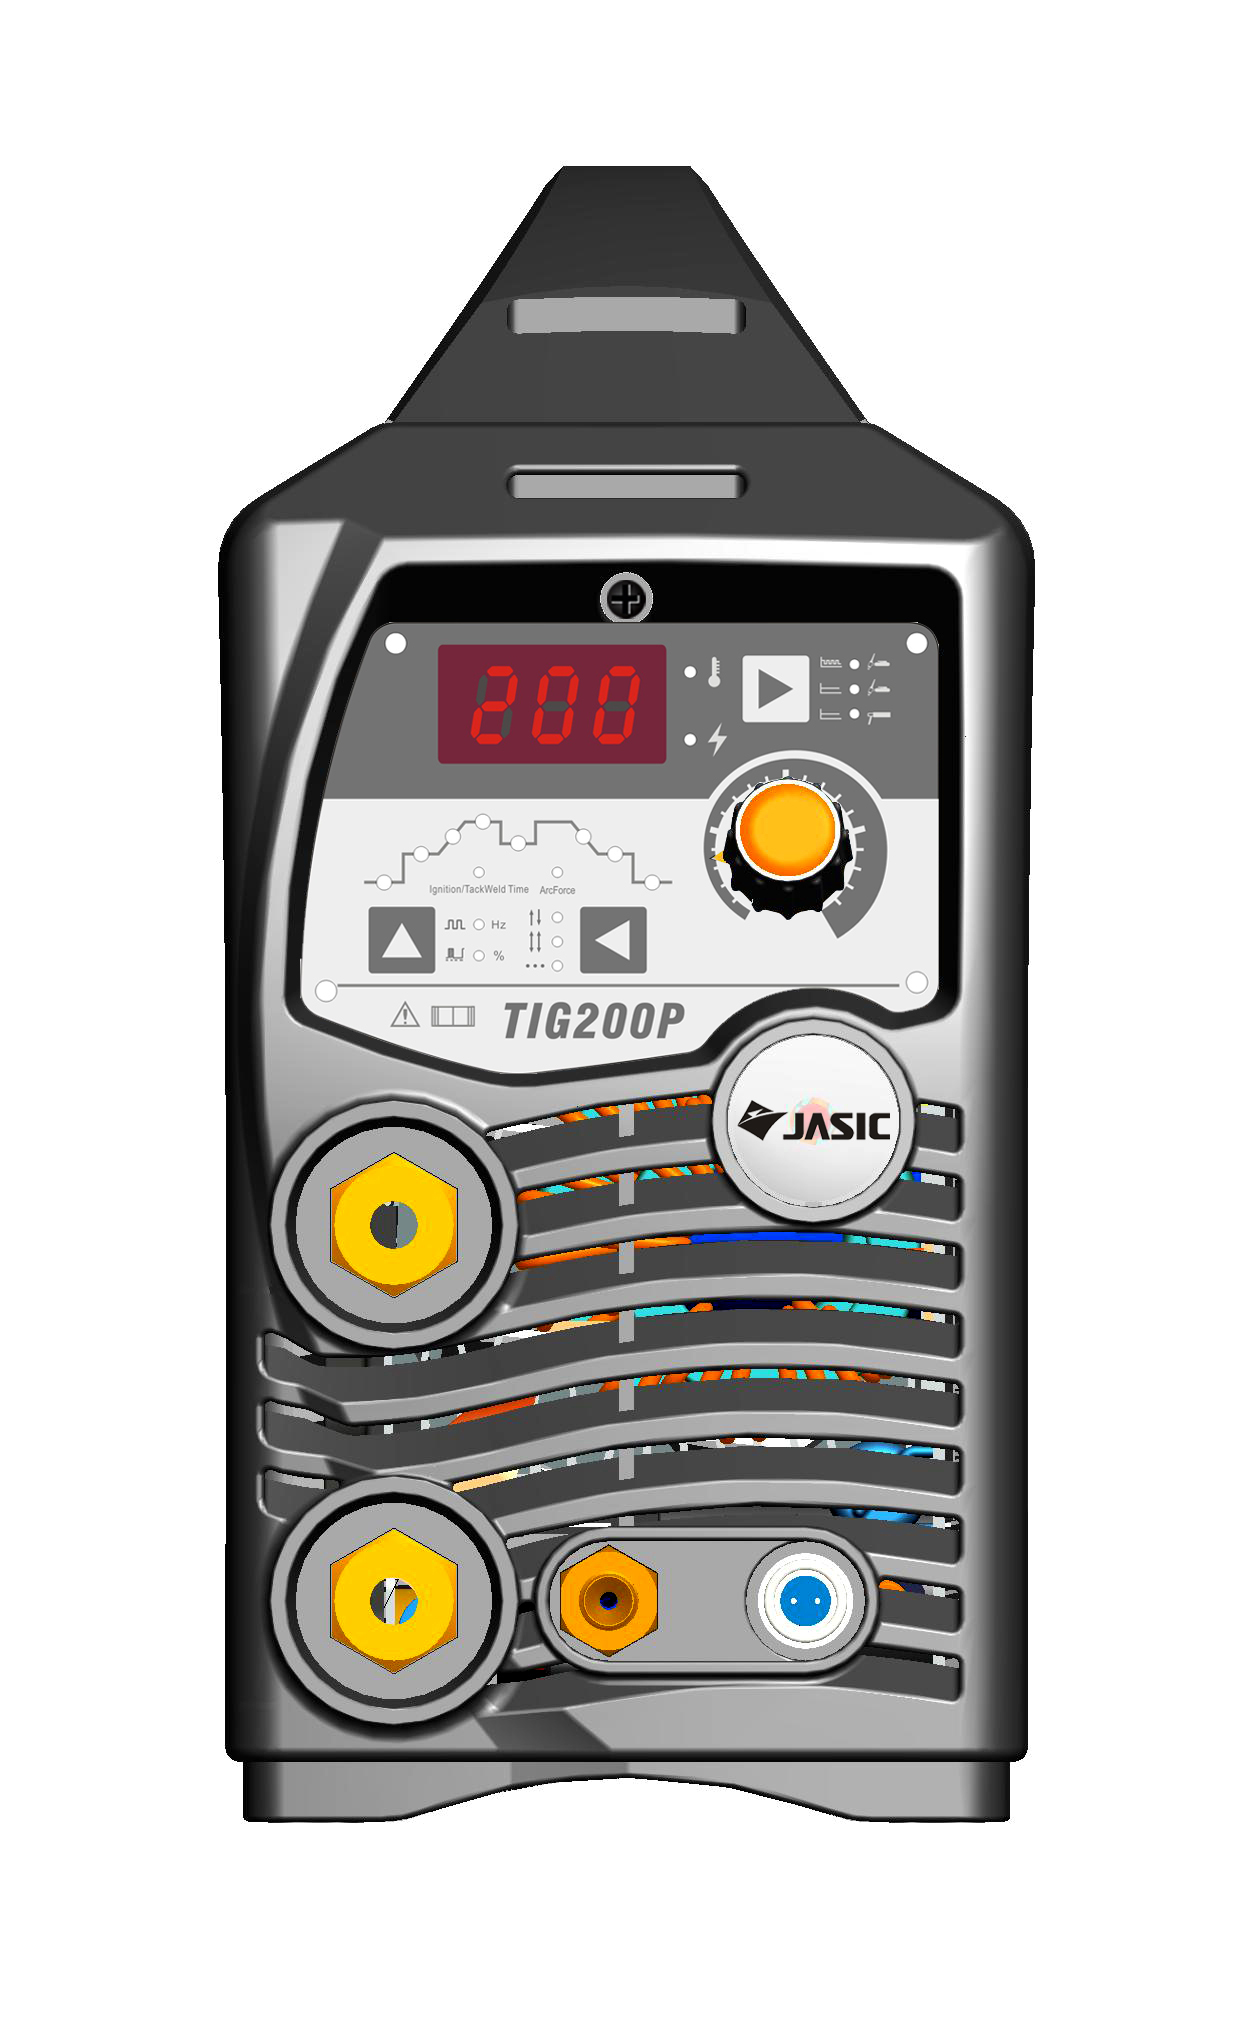 200
Ignition/TackWeld Time
ArcForce
Hz
%
TIG200P
JASIC